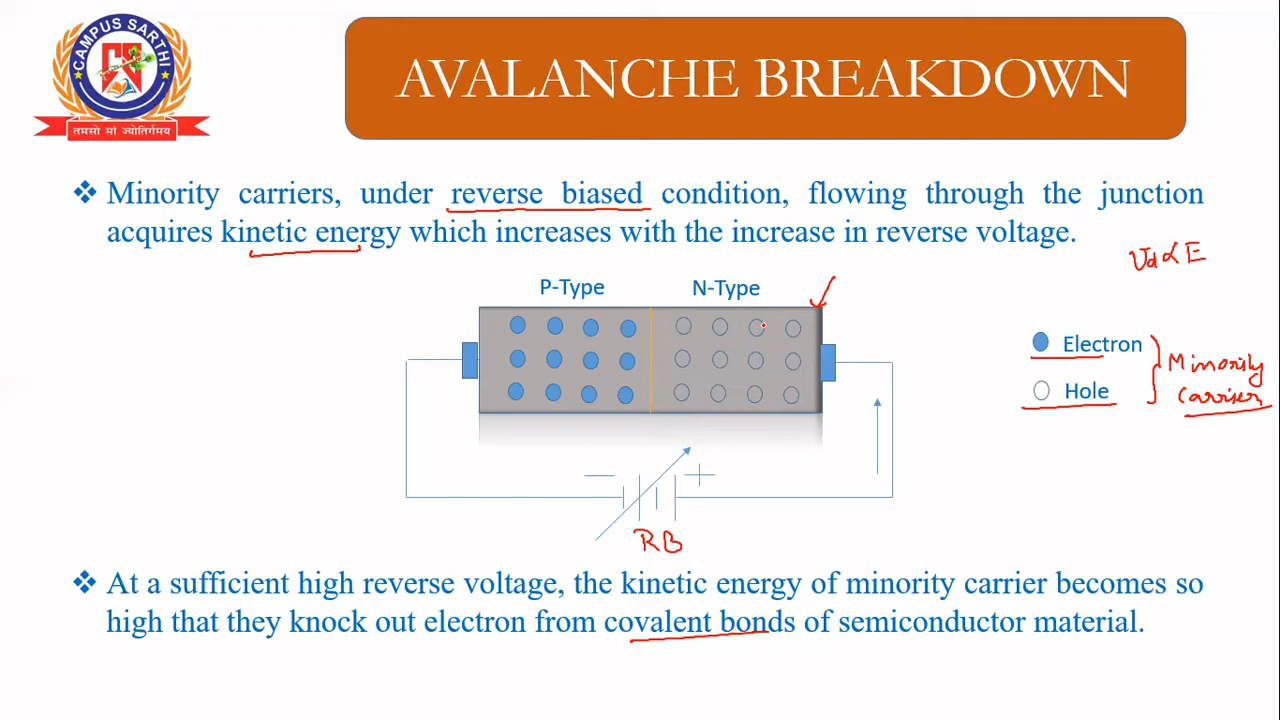 CAMPUS SARTHI
तमसो मां ज्योतिर्गमय
AVALANCHE BREAKDOWN
❖ Minority carriers, under reverse biased condition, flowing through the junction
acquires kinetic energy which increases with the increase in reverse voltage.
Vd ∝ E
P-Type N-Type
Electron
Hole
Minority
Carrier
RB
❖ At a sufficient high reverse voltage, the kinetic energy of minority carrier becomes so
high that they knock out electron from covalent bonds of semiconductor material.